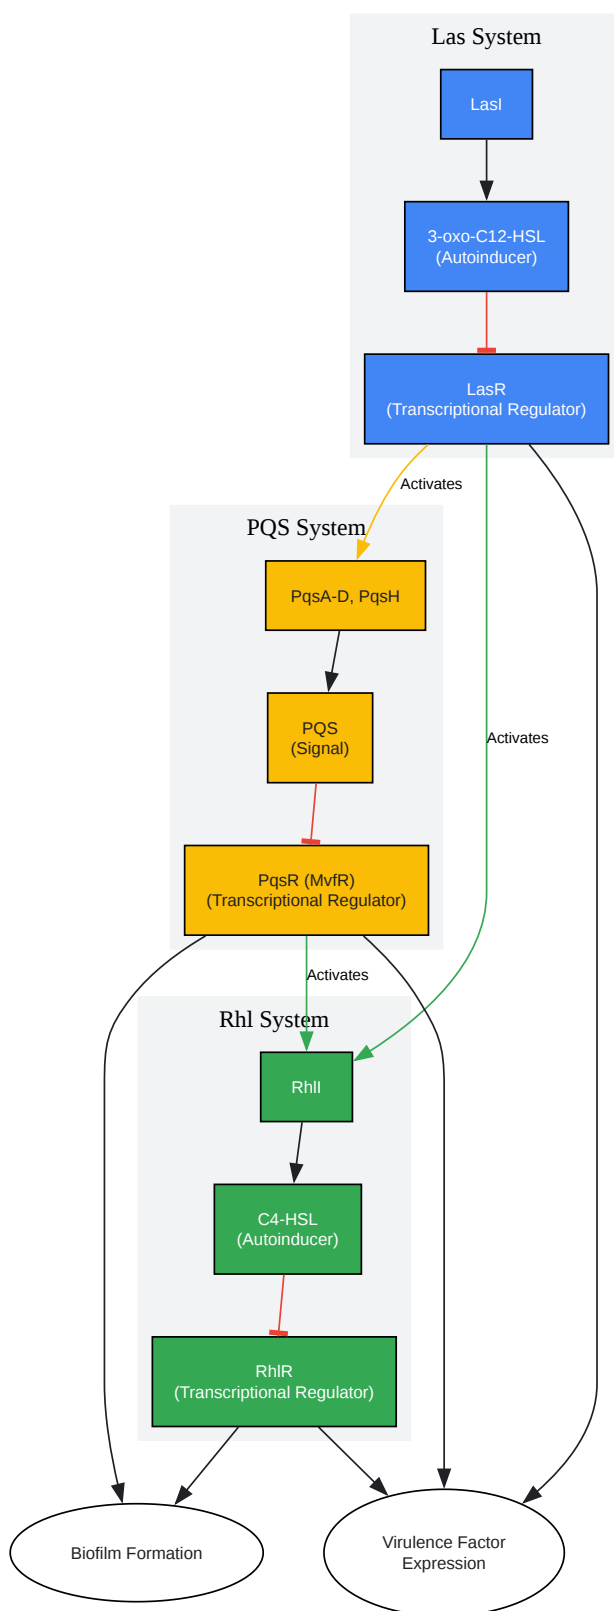 Las System
LasI
3-oxo-C12-HSL
(Autoinducer)
LasR
(Transcriptional Regulator)
Activates
PQS System
PqsA-D, PqsH
PQS
(Signal)
Activates
PqsR (MvfR)
(Transcriptional Regulator)
Activates
Rhl System
RhlI
C4-HSL
(Autoinducer)
RhlR
(Transcriptional Regulator)
Biofilm Formation
Virulence Factor
Expression